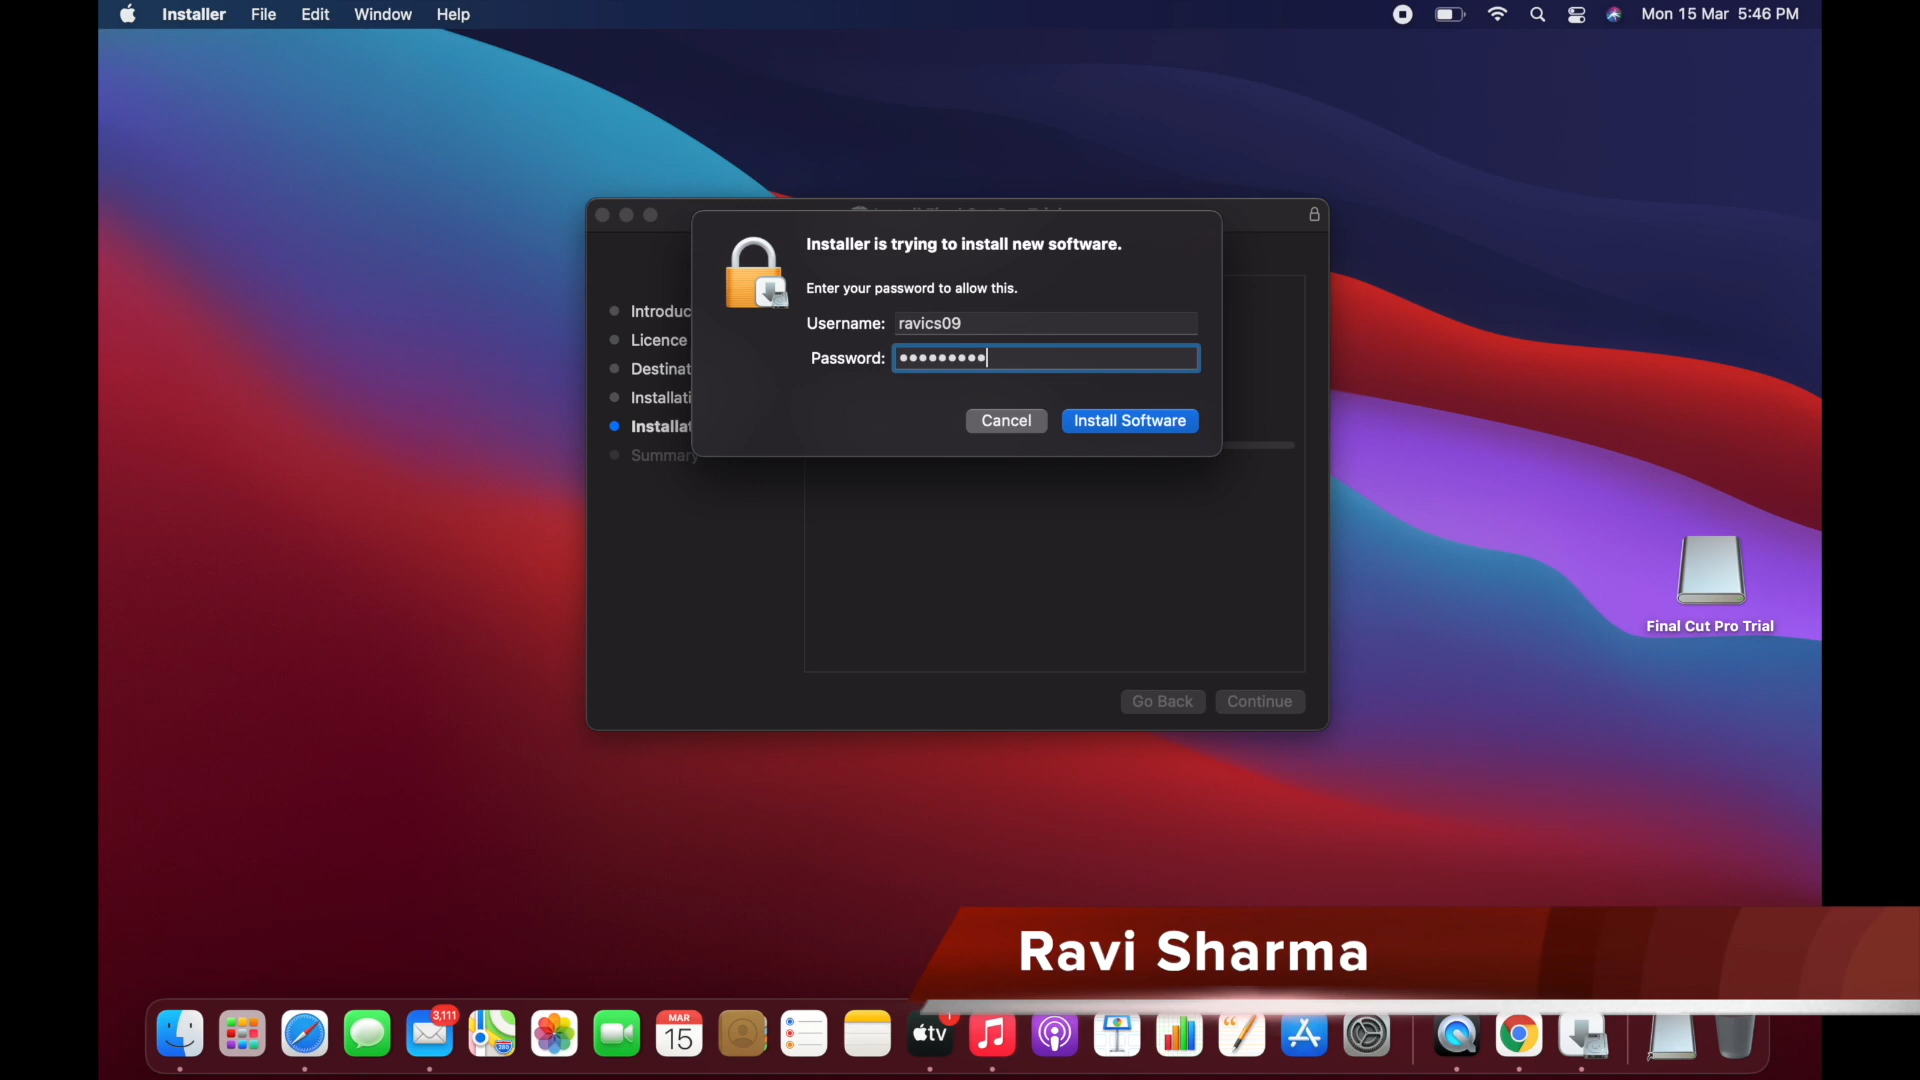 Installer File Edit Window Help
Mon 15 Mar 5:46 PM
Installer is trying to install new software.
Enter your password to allow this.
Username: ravics09
Password:
Cancel Install Software
Introduc
Licence
Destinat
Installati
Installat
Summary
Go Back Continue
Final Cut Pro Trial
Ravi Sharma
3,111
MAR
15
tv